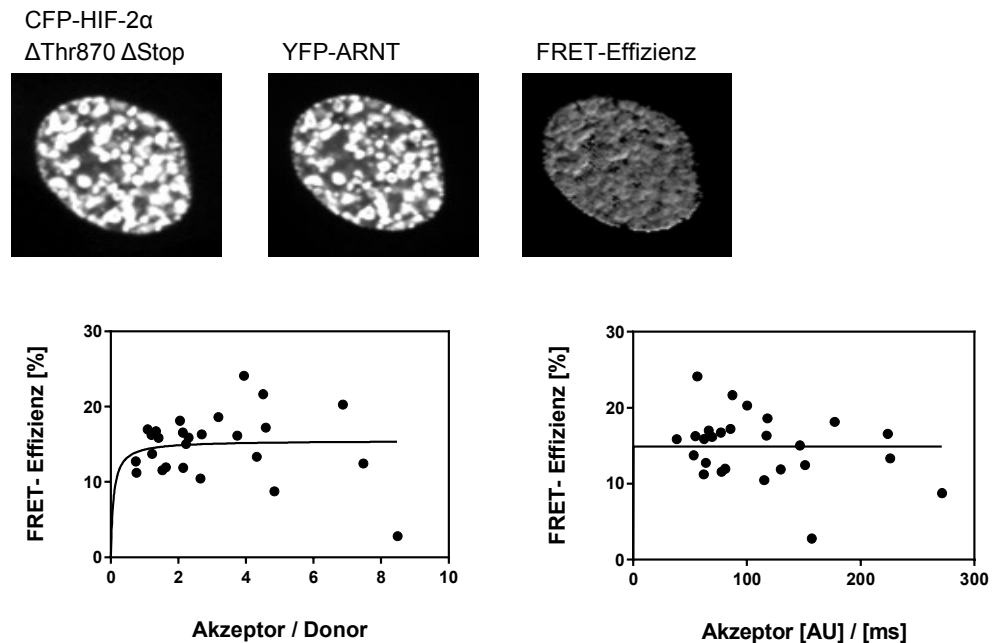 CFP-HIF-2α
ΔThr870 ΔStop
YFP-ARNT
FRET-Effizienz
FRET- Effizienz [%]
30
20
10
0
0 2 4 6 8 10
Akzeptor / Donor
FRET- Effizienz [%]
30
20
10
0
0 100 200 300
Akzeptor [AU] / [ms]